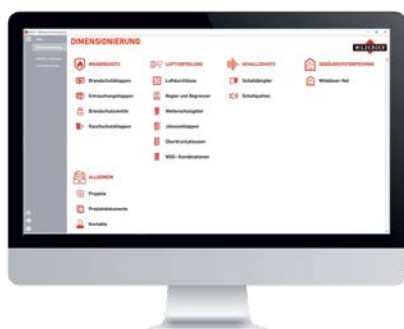 DIMENSIONIERUNG
WILDEBOER
BRANDSCHUTZ
Brandschutzklappen
Entrauchungsklappen
Brandschutzventile
Rauchschutzklappen
LUFTVERTEILUNG
Luftdurchlässe
Regler und Begrenzer
Wetterschutzgitter
Jalousieklappen
Überdruckjalousien
WSG - Kombinationen
SCHALLSCHUTZ
Schalldämpfer
Schallquellen
GEBÄUDESYSTEMTECHNIK
Wildeboer-Net
ALLGEMEIN
Projekte
Produktdokumente
Kontakte